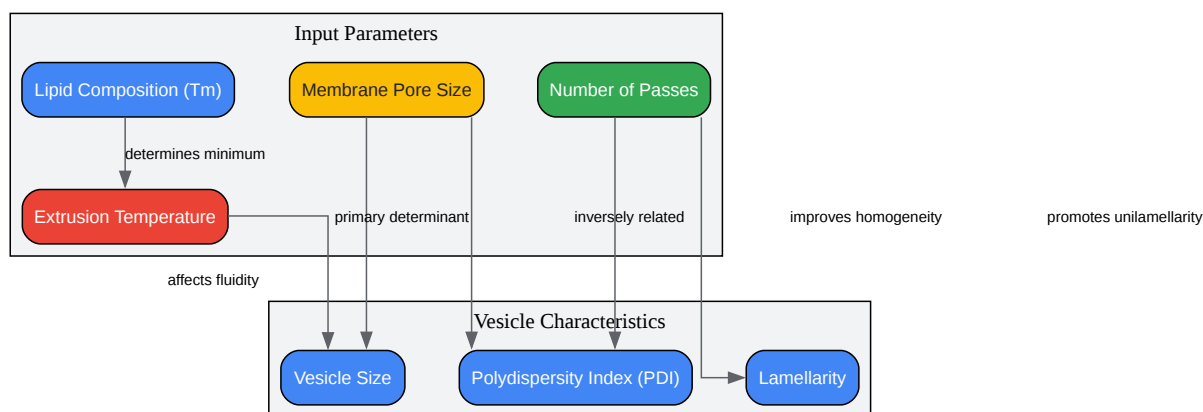 Input Parameters
Lipid Composition (Tm)
Membrane Pore Size
Number of Passes
determines minimum
Extrusion Temperature
primary determinant
inversely related
improves homogeneity
promotes unilamellarity
affects fluidity
Vesicle Characteristics
Vesicle Size
Polydispersity Index (PDI)
Lamellarity